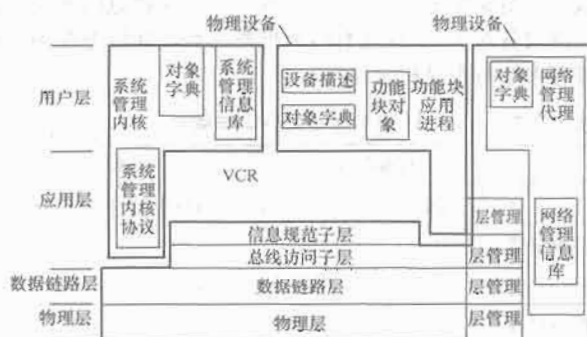 物理设备
物理设备
用户层
系统
管理
内核
对象
字典
系统
管理
信息
库
设备描述
对象字典
功能
块对
象
功能块
应用
进程
对象
字典
网络
管理
代理
应用层
系统
管理
内核
协议
VCR
信息规范子层
总线访问子层
层管理
层管理
网络
管理
信息
库
数据链路层
数据链路层
层管理
物理层
物理层
层管理